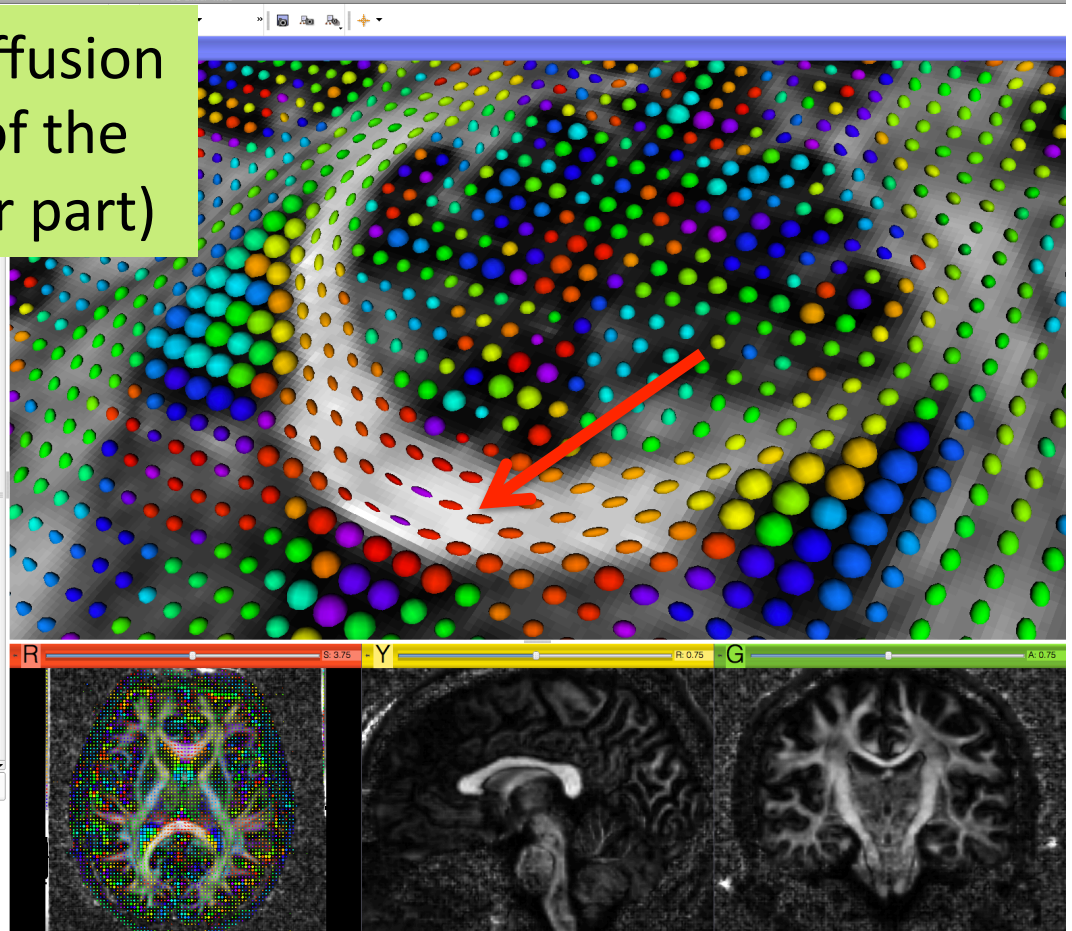 ffusion
of the
r part)
»
R
S: 3.75
Y
R: 0.75
G
A: 0.75